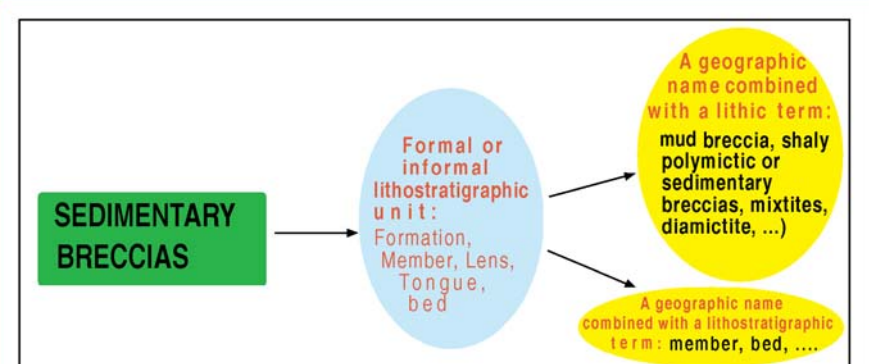 SEDIMENTARY
BRECCIAS
Formal or
informal
lithostratigraphic
unit:
Formation,
Member, Lens,
Tongue,
bed
A geographic
name combined
with a lithic term:
mud breccia, shaly
polymictic or
sedimentary
breccias, mixtites,
diamictite, ...)
A geographic name
combined with a lithostratigraphic
term: member, bed, ....